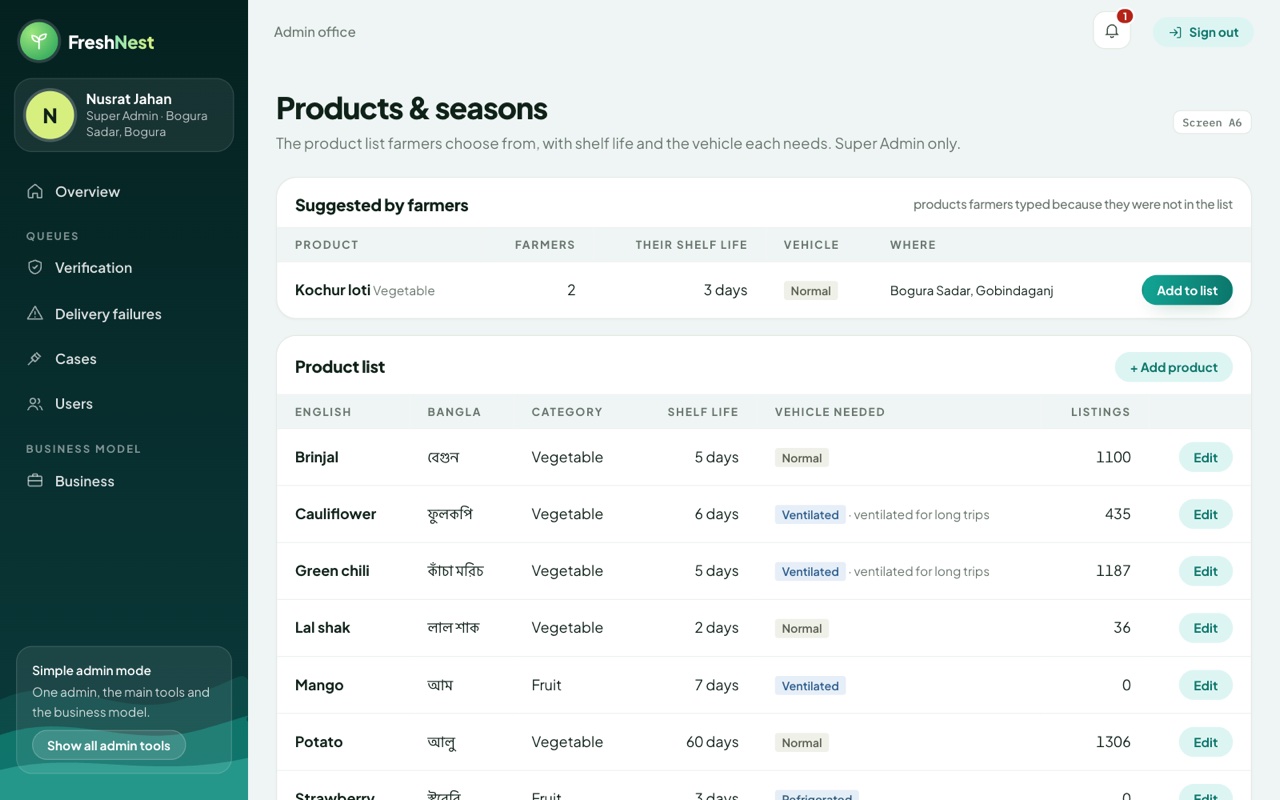 FreshNest
N
Nusrat Jahan
Super Admin · Bogura
Sadar, Bogura
Overview
QUEUES
Verification
Delivery failures
Cases
Users
BUSINESS MODEL
Business
Simple admin mode
One admin, the main tools and
the business model.
Show all admin tools
Admin office
1
Sign out
Products & seasons
The product list farmers choose from, with shelf life and the vehicle each needs. Super Admin only.
Screen A6
Suggested by farmers
products farmers typed because they were not in the list
PRODUCT FARMERS THEIR SHELF LIFE VEHICLE WHERE
Kochur loti Vegetable 2 3 days Normal Bogura Sadar, Gobindaganj Add to list
Product list
+ Add product
ENGLISH BANGLA CATEGORY SHELF LIFE VEHICLE NEEDED LISTINGS
Brinjal বেগুন Vegetable 5 days Normal 1100 Edit
Cauliflower ফুলকপি Vegetable 6 days Ventilated · ventilated for long trips 435 Edit
Green chili কাঁচা মরিচ Vegetable 5 days Ventilated · ventilated for long trips 1187 Edit
Lal shak লাল শাক Vegetable 2 days Normal 36 Edit
Mango আম Fruit 7 days Ventilated 0 Edit
Potato আলু Vegetable 60 days Normal 1306 Edit
Strawberry স্ট্রবেরি Fruit 3 days Refrigerated 0 Edit